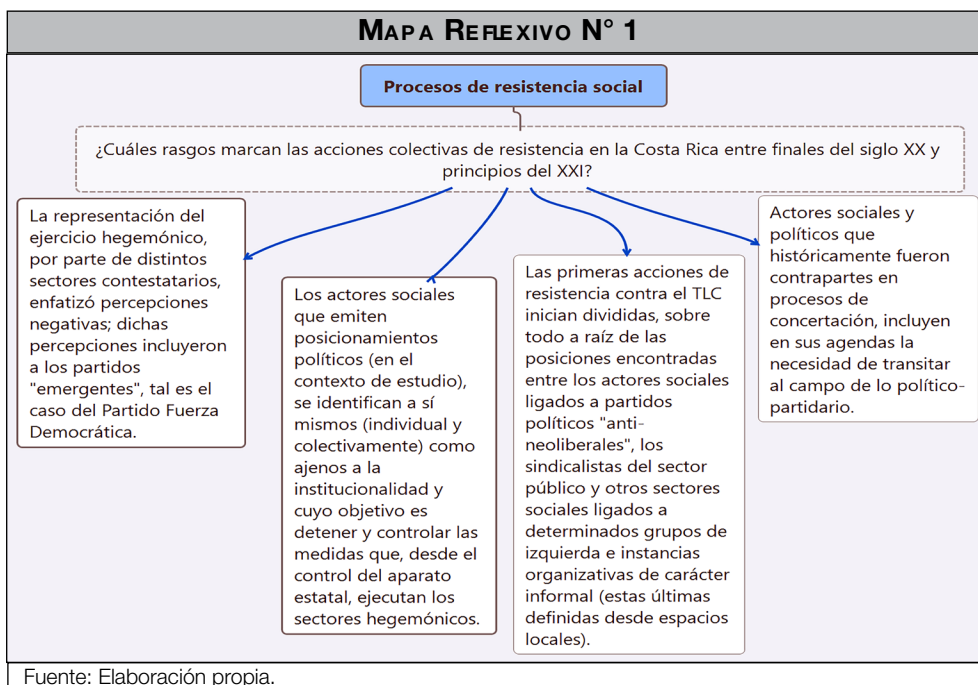 MAPA REFLEXIVO N° 1
Procesos de resistencia social
¿Cuáles rasgos marcan las acciones colectivas de resistencia en la Costa Rica entre finales del siglo XX y
principios del XXI?
La representación del
ejercicio hegemónico,
por parte de distintos
sectores contestatarios,
enfatizó percepciones
negativas; dichas
percepciones incluyeron
a los partidos
"emergentes", tal es el
caso del Partido Fuerza
Democrática.
Los actores sociales
que emiten
posicionamientos
políticos (en el
contexto de estudio),
se identifican a sí
mismos (individual y
colectivamente) como
ajenos a la
institucionalidad y
cuyo objetivo es
detener y controlar las
medidas que, desde el
control del aparato
estatal, ejecutan los
sectores hegemónicos.
Las primeras acciones de
resistencia contra el TLC
inician divididas, sobre
todo a raíz de las
posiciones encontradas
entre los actores sociales
ligados a partidos
políticos "anti-
neoliberales", los
sindicalistas del sector
público y otros sectores
sociales ligados a
determinados grupos de
izquierda e instancias
organizativas de carácter
informal (estas últimas
definidas desde espacios
locales).
Actores sociales y
políticos que
históricamente fueron
contrapartes en
procesos de
concertación, incluyen
en sus agendas la
necesidad de transitar
al campo de lo político-
partidario.
Fuente: Elaboración propia.